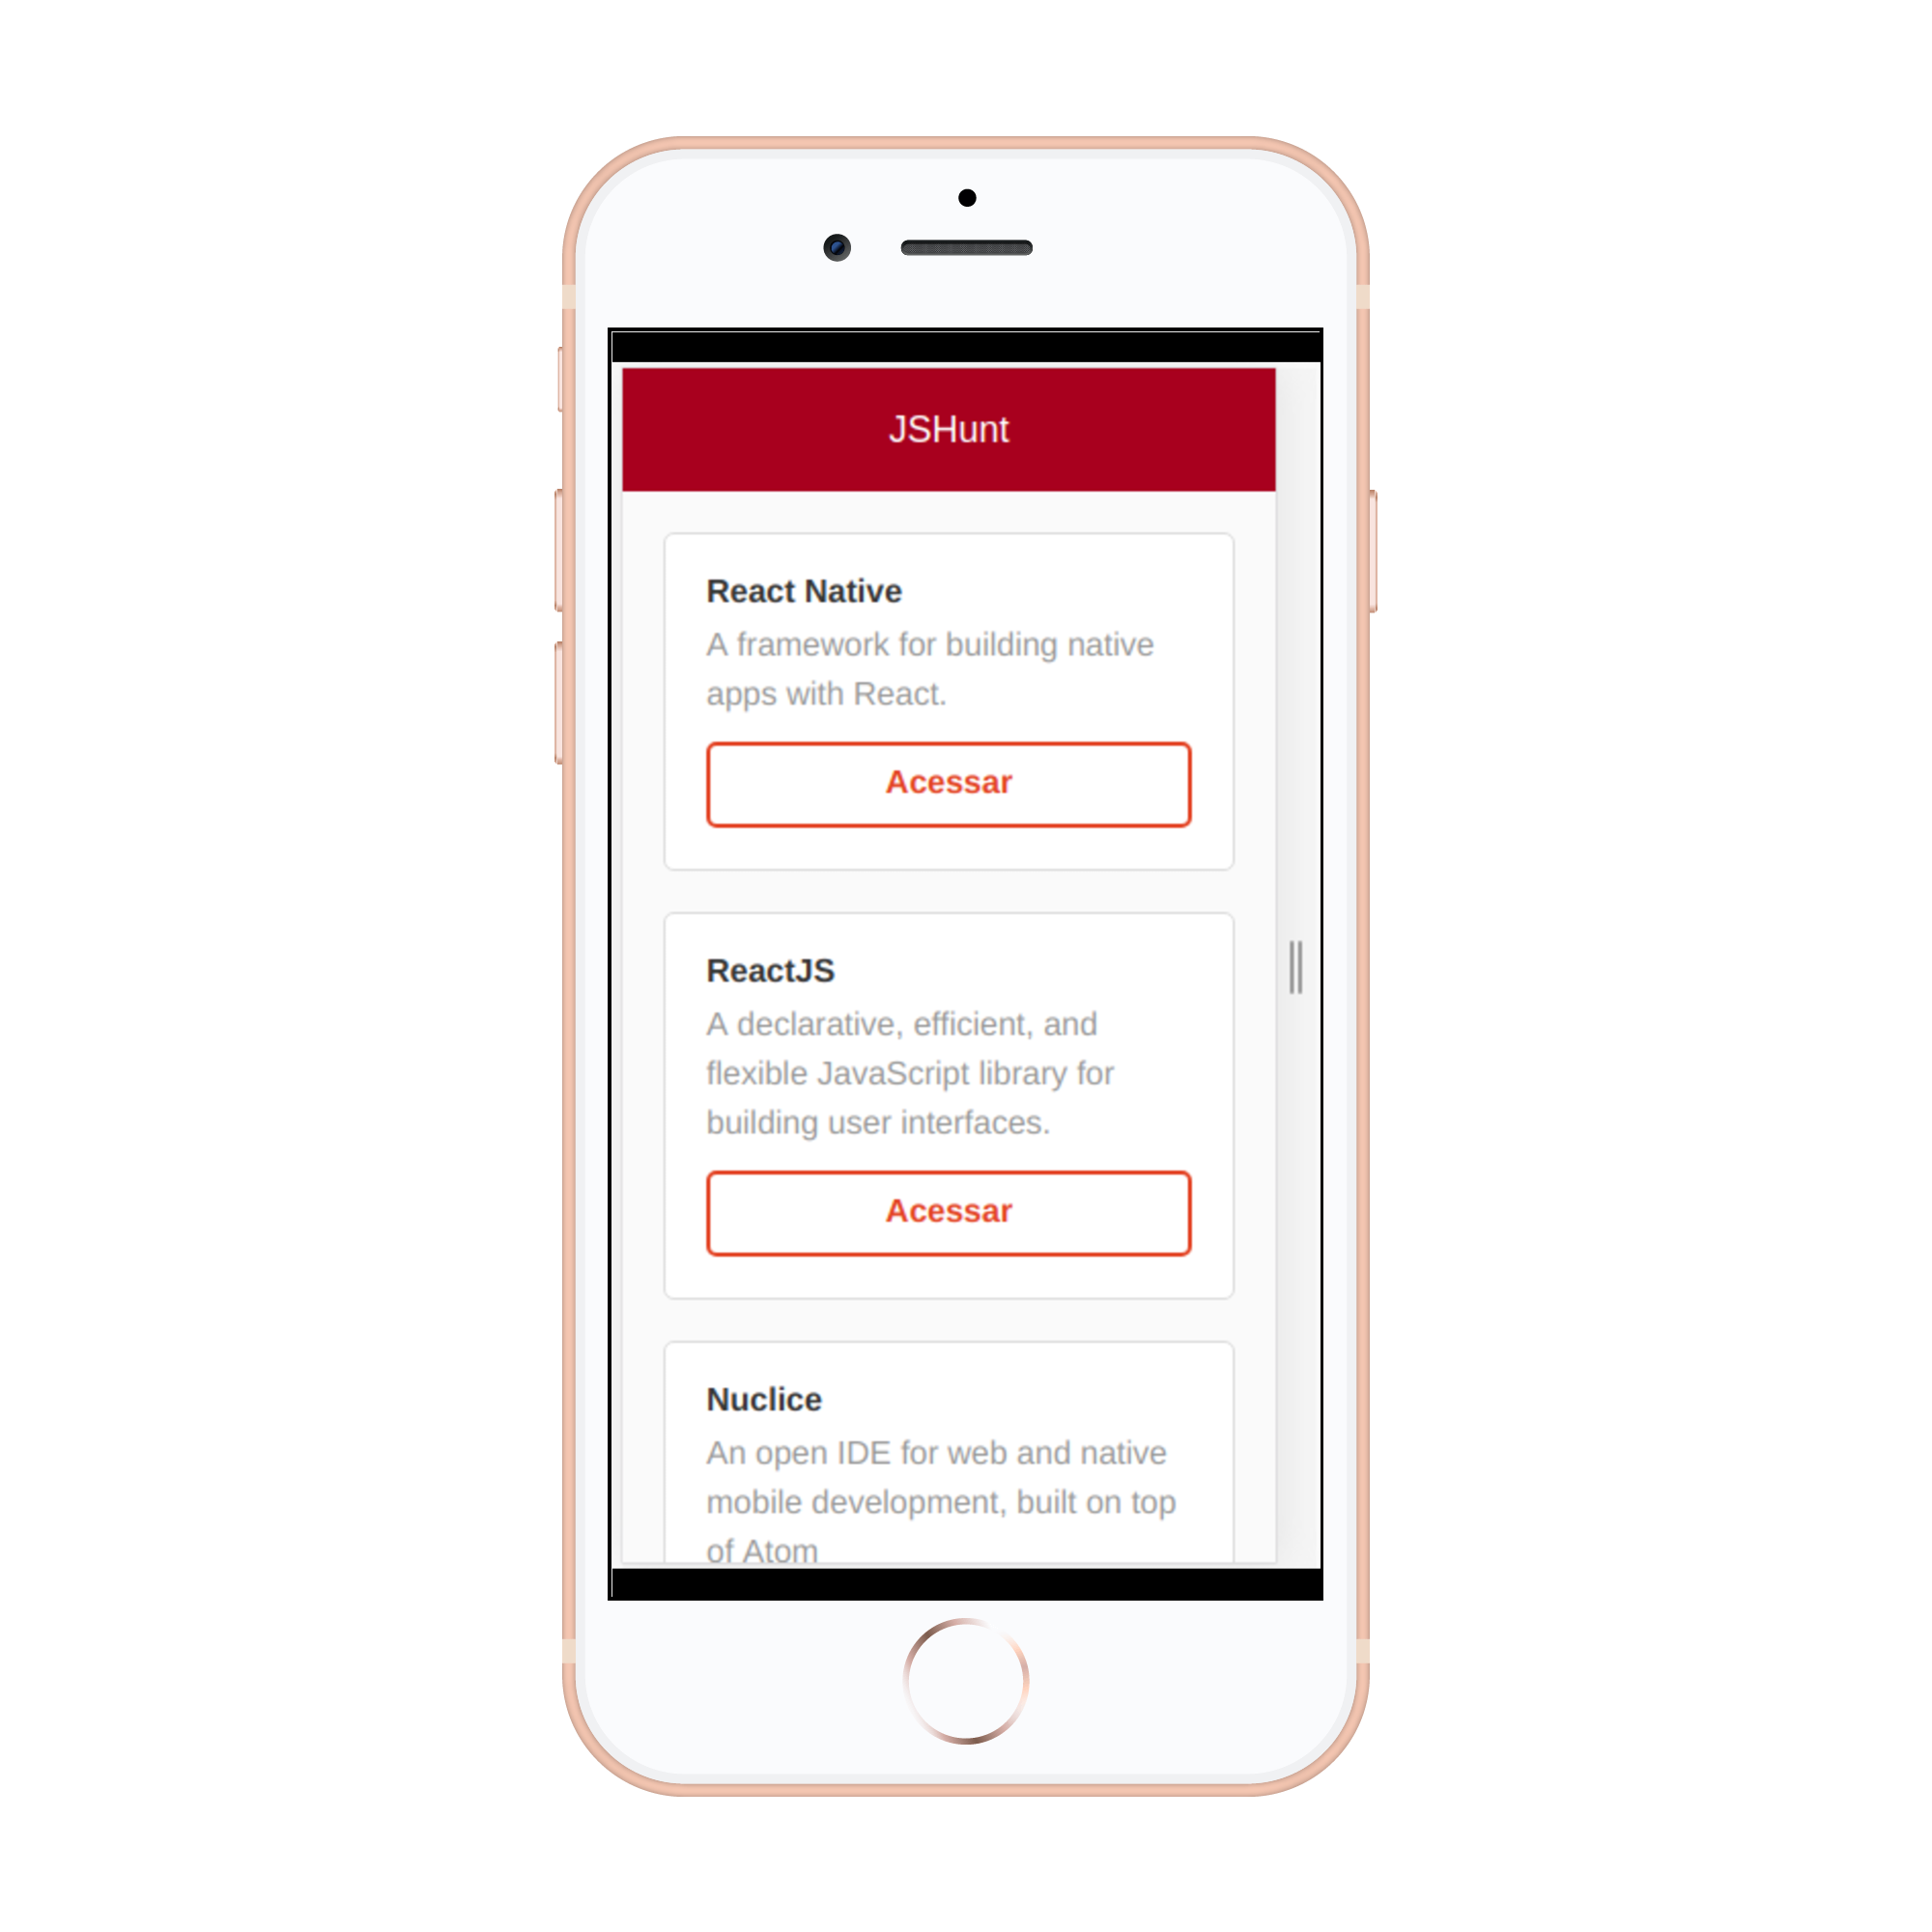 JSHunt
React Native
A framework for building native
apps with React.
Acessar
ReactJS
A declarative, efficient, and
flexible JavaScript library for
building user interfaces.
Acessar
Nuclice
An open IDE for web and native
mobile development, built on top
of Atom